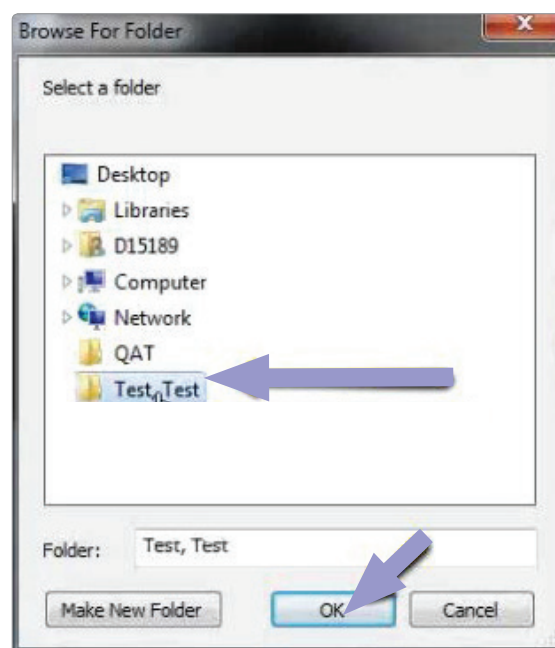 Browse For Folder
Select a folder
Desktop
Libraries
D15189
Computer
Network
QAT
Test, Test
Folder: Test, Test
Make New Folder OK Cancel